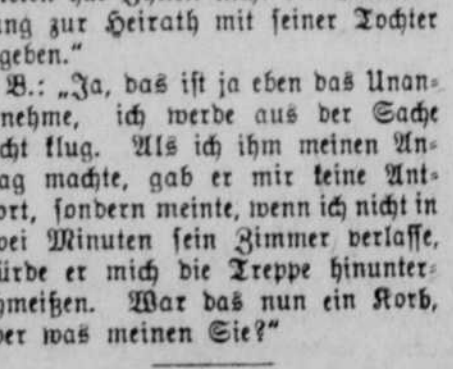 ung zur Heirath mit seiner Tochter
geben.“
B.: „Ja, das ist ja eben das Unan-
nehme, ich werde aus der Sache
cht klug. Als ich ihm meinen An-
ag machte, gab er mir keine Ant-
ort, sondern meinte, wenn ich nicht in
ei Minuten sein Zimmer verlasse,
ürde er mich die Treppe hinunter-
hmeißen. War das nun ein Korb,
er was meinen Sie?“